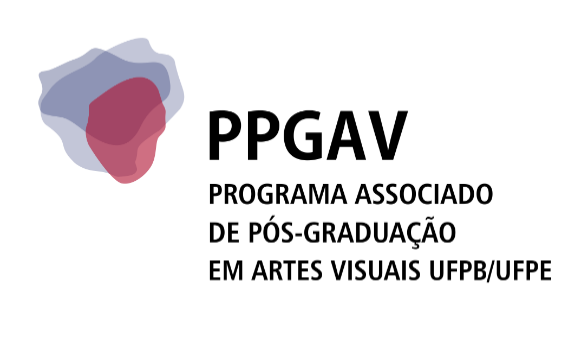 PPGAV
PROGRAMA ASSOCIADO
DE PÓS-GRADUAÇÃO
EM ARTES VISUAIS UFPB/UFPE